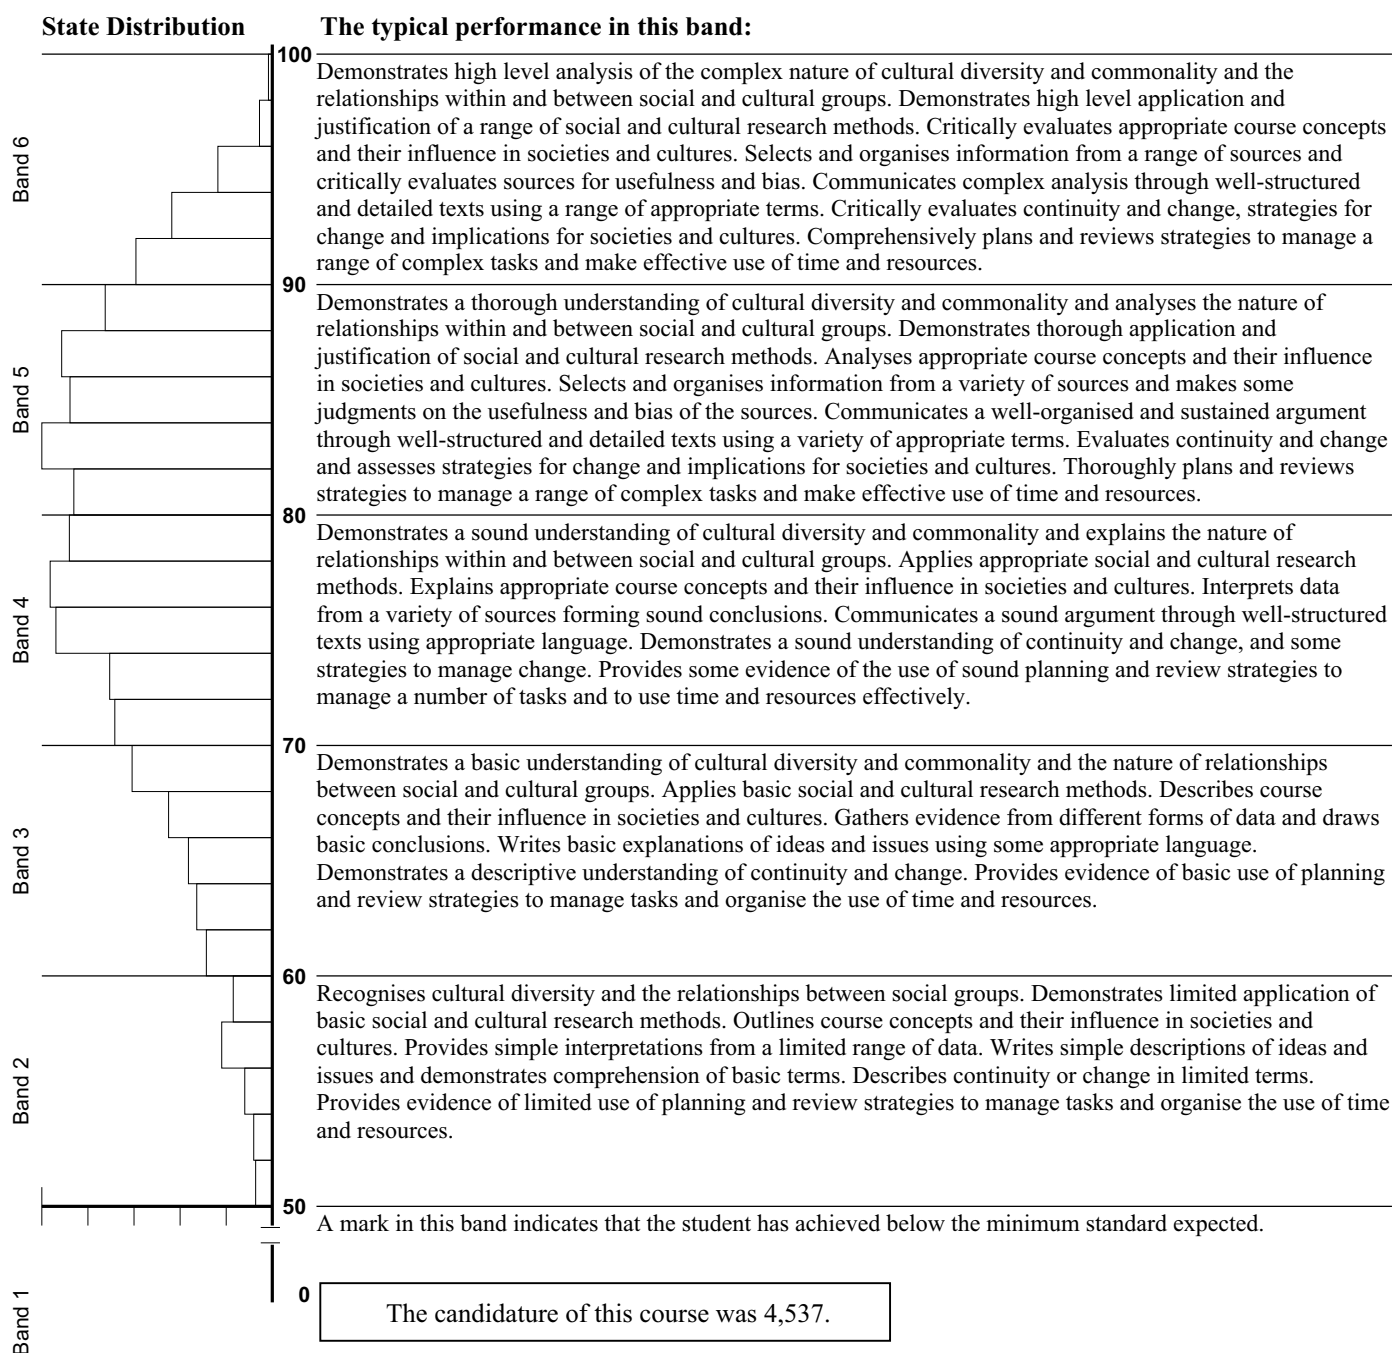 State Distribution
The typical performance in this band:
100
Band 6
Demonstrates high level analysis of the complex nature of cultural diversity and commonality and the
relationships within and between social and cultural groups. Demonstrates high level application and
justification of a range of social and cultural research methods. Critically evaluates appropriate course concepts
and their influence in societies and cultures. Selects and organises information from a range of sources and
critically evaluates sources for usefulness and bias. Communicates complex analysis through well-structured
and detailed texts using a range of appropriate terms. Critically evaluates continuity and change, strategies for
change and implications for societies and cultures. Comprehensively plans and reviews strategies to manage a
range of complex tasks and make effective use of time and resources.
90
Band 5
Demonstrates a thorough understanding of cultural diversity and commonality and analyses the nature of
relationships within and between social and cultural groups. Demonstrates thorough application and
justification of social and cultural research methods. Analyses appropriate course concepts and their influence
in societies and cultures. Selects and organises information from a variety of sources and makes some
judgments on the usefulness and bias of the sources. Communicates a well-organised and sustained argument
through well-structured and detailed texts using a variety of appropriate terms. Evaluates continuity and change
and assesses strategies for change and implications for societies and cultures. Thoroughly plans and reviews
strategies to manage a range of complex tasks and make effective use of time and resources.
80
Band 4
Demonstrates a sound understanding of cultural diversity and commonality and explains the nature of
relationships within and between social and cultural groups. Applies appropriate social and cultural research
methods. Explains appropriate course concepts and their influence in societies and cultures. Interprets data
from a variety of sources forming sound conclusions. Communicates a sound argument through well-structured
texts using appropriate language. Demonstrates a sound understanding of continuity and change, and some
strategies to manage change. Provides some evidence of the use of sound planning and review strategies to
manage a number of tasks and to use time and resources effectively.
70
Band 3
Demonstrates a basic understanding of cultural diversity and commonality and the nature of relationships
between social and cultural groups. Applies basic social and cultural research methods. Describes course
concepts and their influence in societies and cultures. Gathers evidence from different forms of data and draws
basic conclusions. Writes basic explanations of ideas and issues using some appropriate language.
Demonstrates a descriptive understanding of continuity and change. Provides evidence of basic use of planning
and review strategies to manage tasks and organise the use of time and resources.
60
Band 2
Recognises cultural diversity and the relationships between social groups. Demonstrates limited application of
basic social and cultural research methods. Outlines course concepts and their influence in societies and
cultures. Provides simple interpretations from a limited range of data. Writes simple descriptions of ideas and
issues and demonstrates comprehension of basic terms. Describes continuity or change in limited terms.
Provides evidence of limited use of planning and review strategies to manage tasks and organise the use of time
and resources.
50
A mark in this band indicates that the student has achieved below the minimum standard expected.
Band 1
0
The candidature of this course was 4,537.